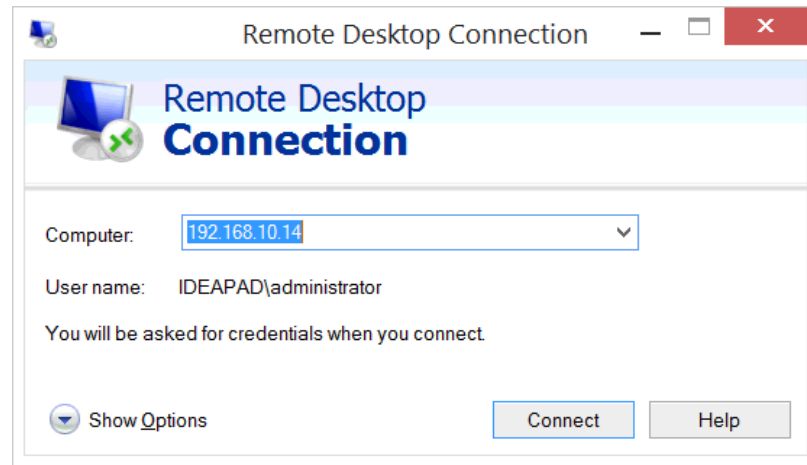 Remote Desktop Connection
Remote Desktop
Connection
Computer: 192.168.10.14
User name: IDEAPAD\administrator
You will be asked for credentials when you connect.
Show Options Connect Help